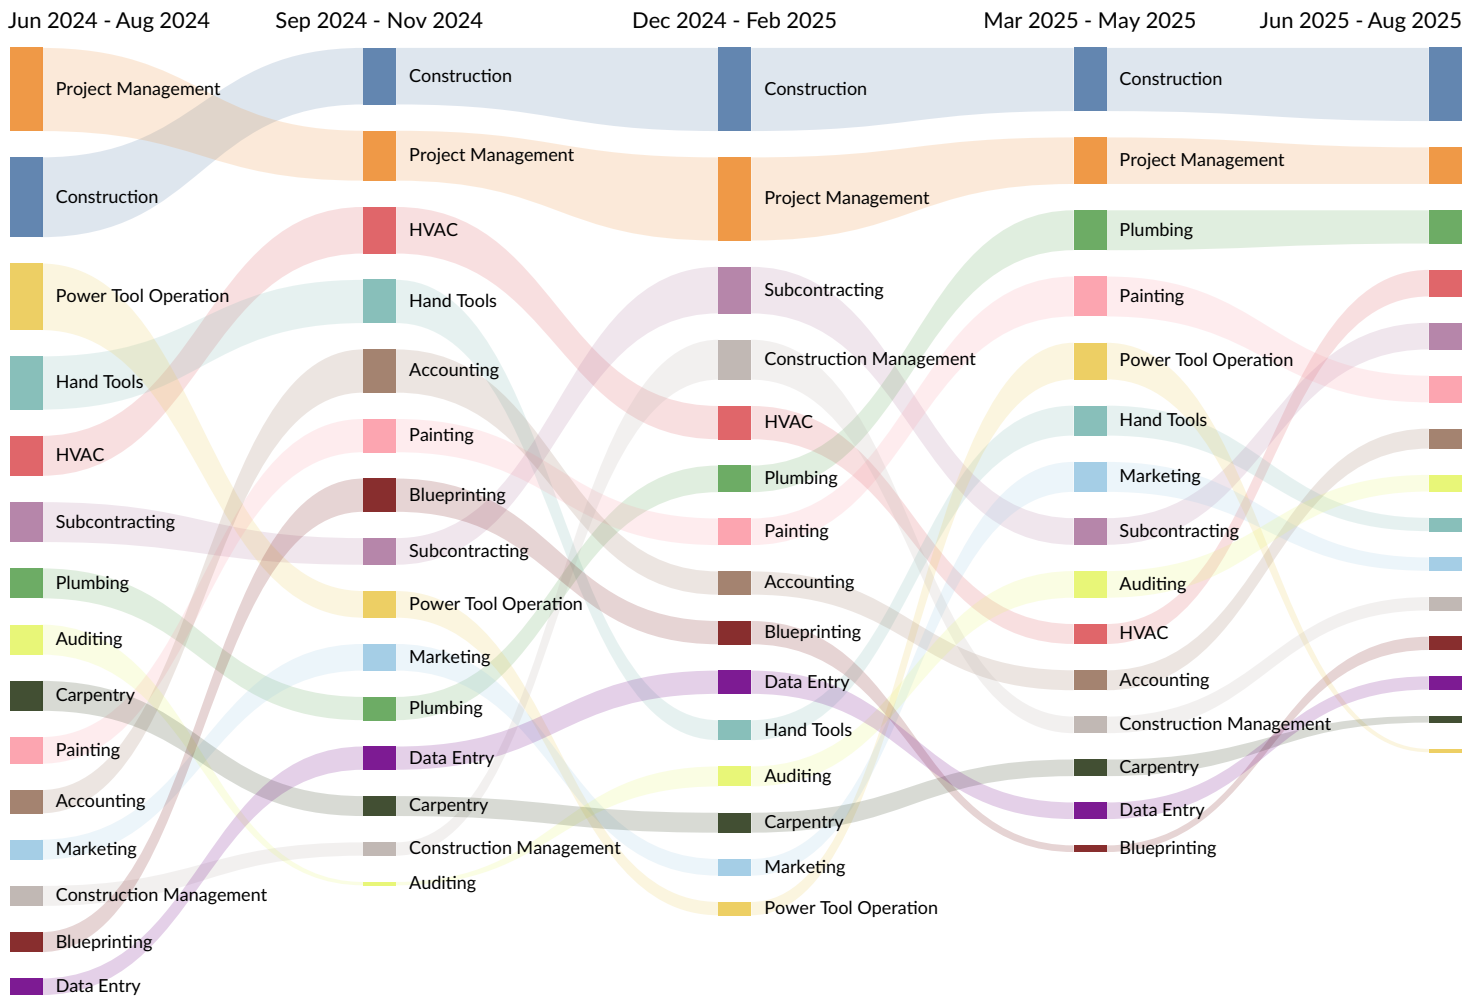 Jun 2024 - Aug 2024
Sep 2024 - Nov 2024
Dec 2024 - Feb 2025
Mar 2025 - May 2025
Jun 2025 - Aug 2025
Project Management
Construction
Power Tool Operation
Hand Tools
HVAC
Subcontracting
Plumbing
Auditing
Carpentry
Painting
Accounting
Marketing
Construction Management
Blueprinting
Data Entry
Construction
Project Management
HVAC
Hand Tools
Accounting
Painting
Blueprinting
Subcontracting
Power Tool Operation
Marketing
Plumbing
Data Entry
Carpentry
Construction Management
Auditing
Construction
Project Management
Subcontracting
Construction Management
HVAC
Plumbing
Painting
Accounting
Blueprinting
Data Entry
Hand Tools
Auditing
Carpentry
Marketing
Power Tool Operation
Construction
Project Management
Plumbing
Painting
Power Tool Operation
Hand Tools
Marketing
Subcontracting
Auditing
HVAC
Accounting
Construction Management
Carpentry
Data Entry
Blueprinting